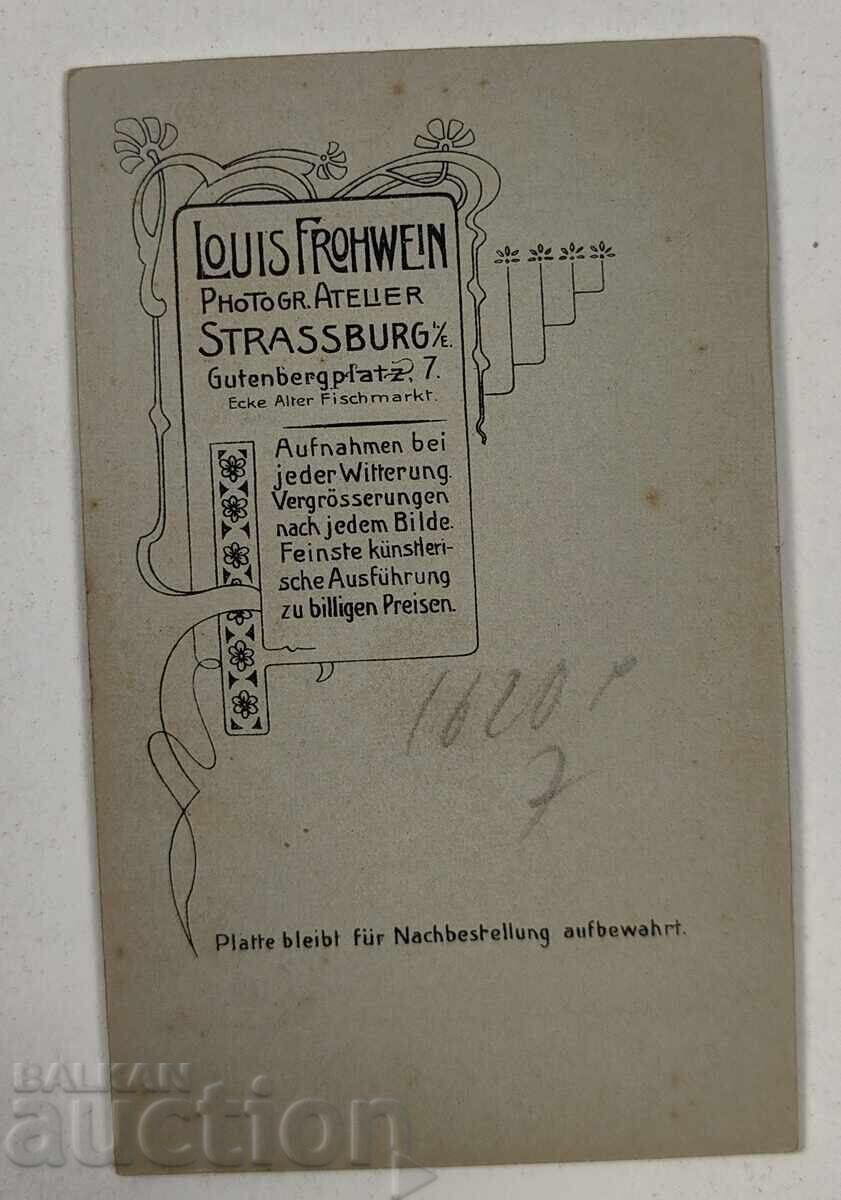 LOUIS FROHWEIN
PHOTOGR. ATELIER
STRASSBURG i/E.
Gutenbergplatz, 7.
Ecke Alter Fischmarkt.
Aufnahmen bei
jeder Witterung.
Vergrösserungen
nach jedem Bilde.
Feinste künstleri-
sche Ausführung
zu billigen Preisen.
Platte bleibt für Nachbestellung aufbewahrt.
BALKAN
auction